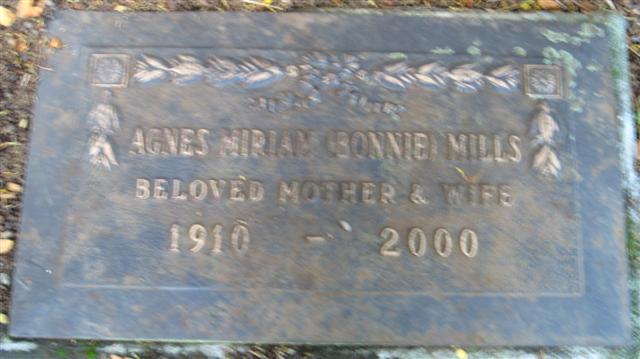 AGNES MIRIAM (BONNIE) MILLS
BELOVED MOTHER & WIFE
1910 - 2000